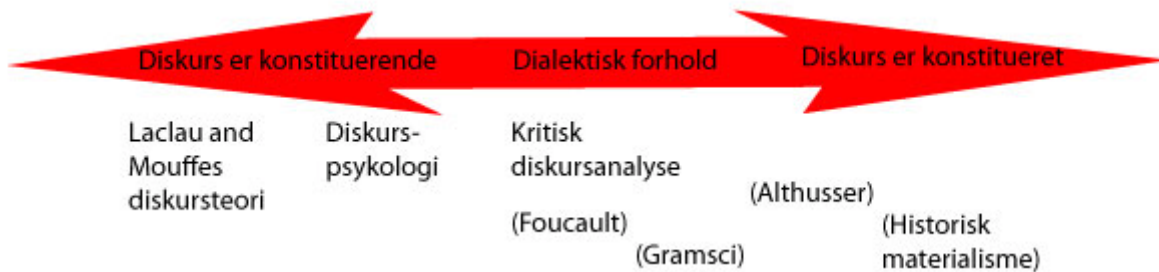 Diskurs er konstituerende
Dialektisk forhold
Diskurs er konstitueret
Laclau and
Mouffes
diskursteori
Diskurs-
psykologi
Kritisk
diskursanalyse
(Foucault)
(Gramsci)
(Althusser)
(Historisk
materialisme)